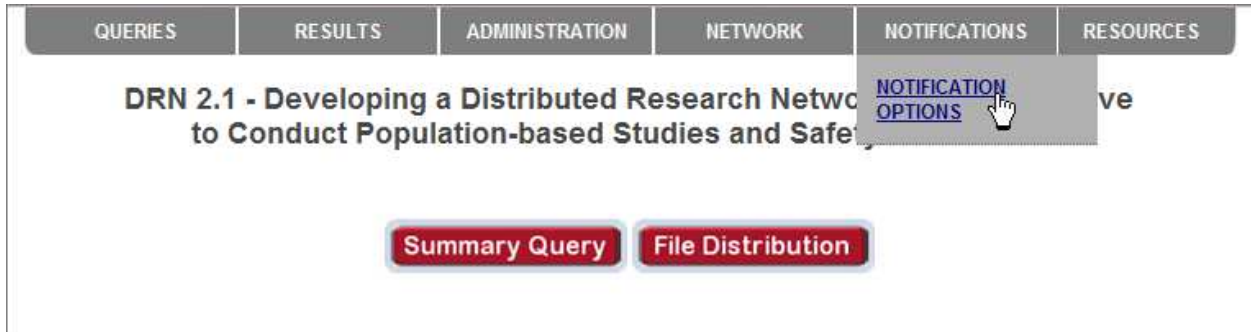 QUERIES RESULTS ADMINISTRATION NETWORK NOTIFICATIONS RESOURCES
NOTIFICATION
OPTIONS
DRN 2.1 - Developing a Distributed Research Netwo ve
to Conduct Population-based Studies and Safe
Summary Query File Distribution